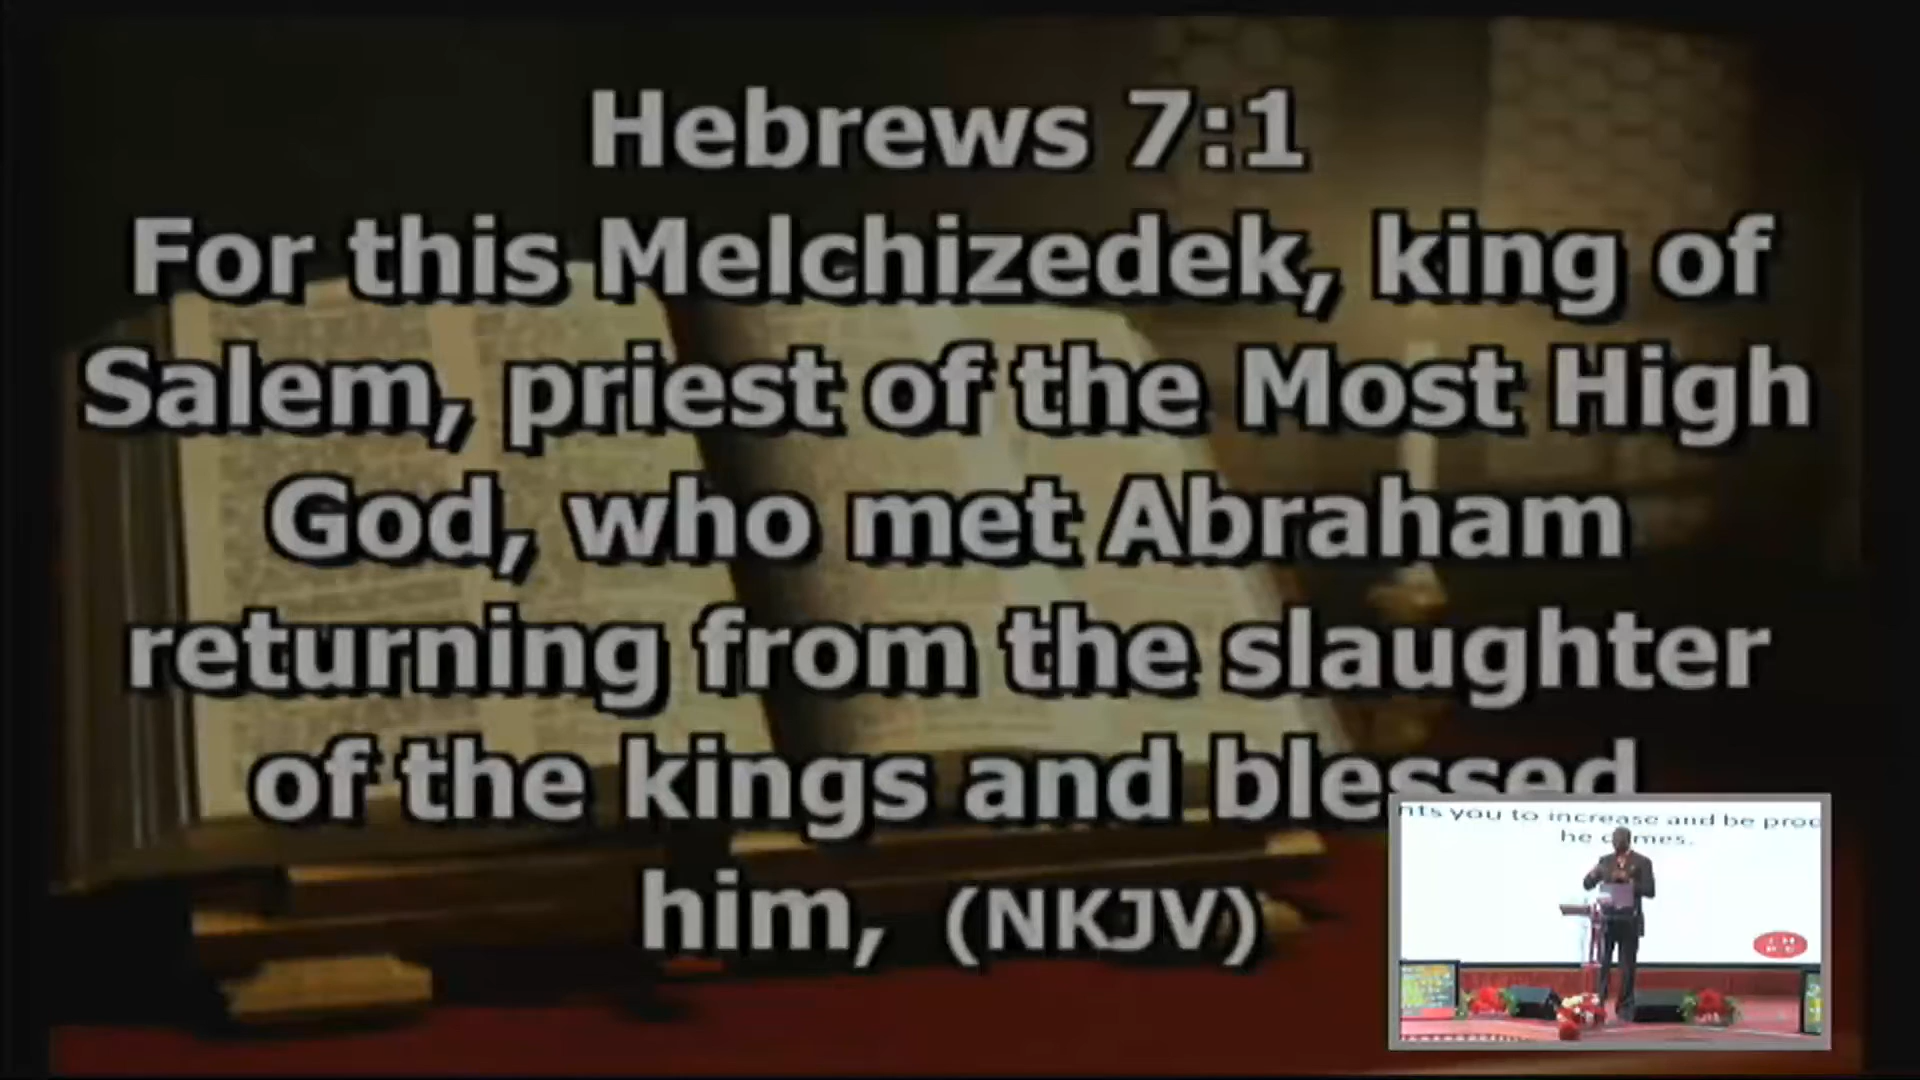 Hebrews 7:1
For this Melchizedek, king of
Salem, priest of the Most High
God, who met Abraham
returning from the slaughter
of the kings and blessed
him, (NKJV)
you to increase and be
he